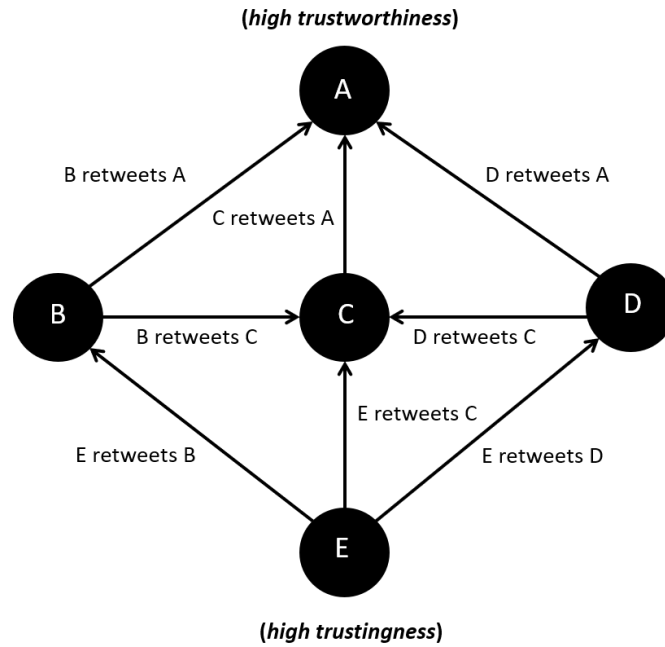 (high trustworthiness)
A
B retweets A
D retweets A
C retweets A
B
C
D
B retweets C
D retweets C
E retweets C
E retweets B
E retweets D
E
(high trustingness)